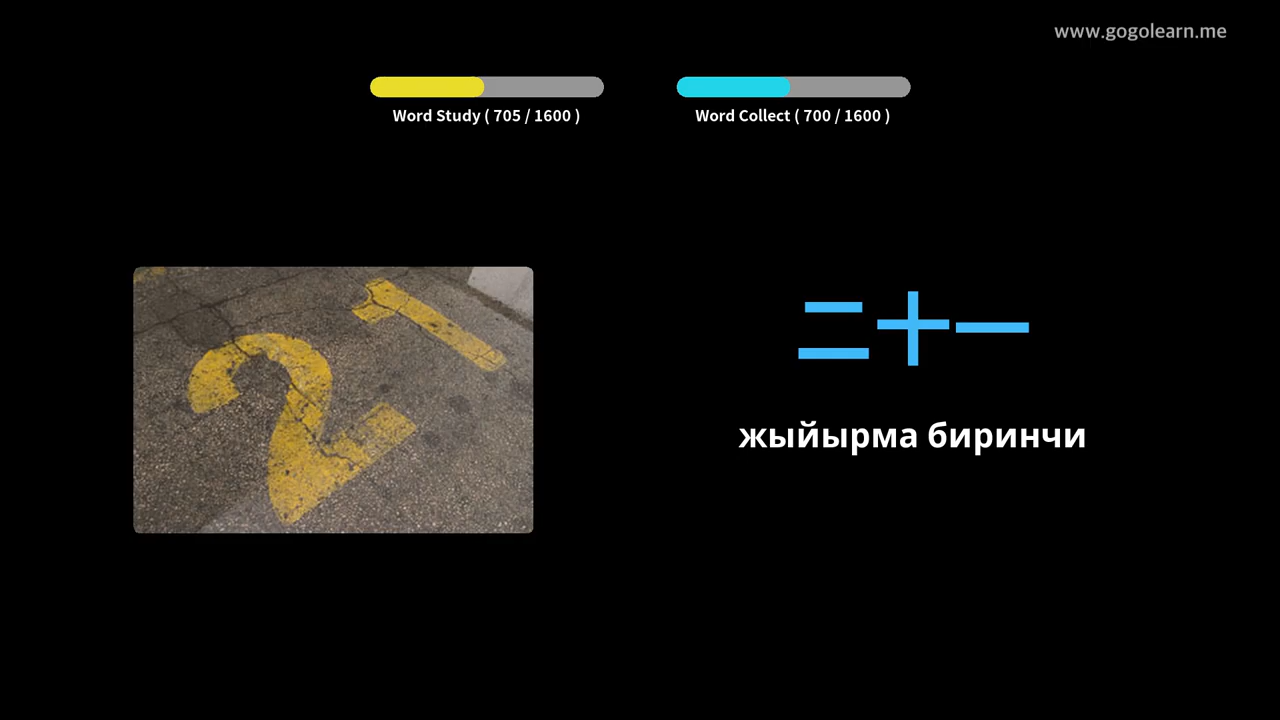 www.gogolearn.me
Word Study ( 705 / 1600 )
Word Collect ( 700 / 1600 )
21
二十一
жыйырма биринчи